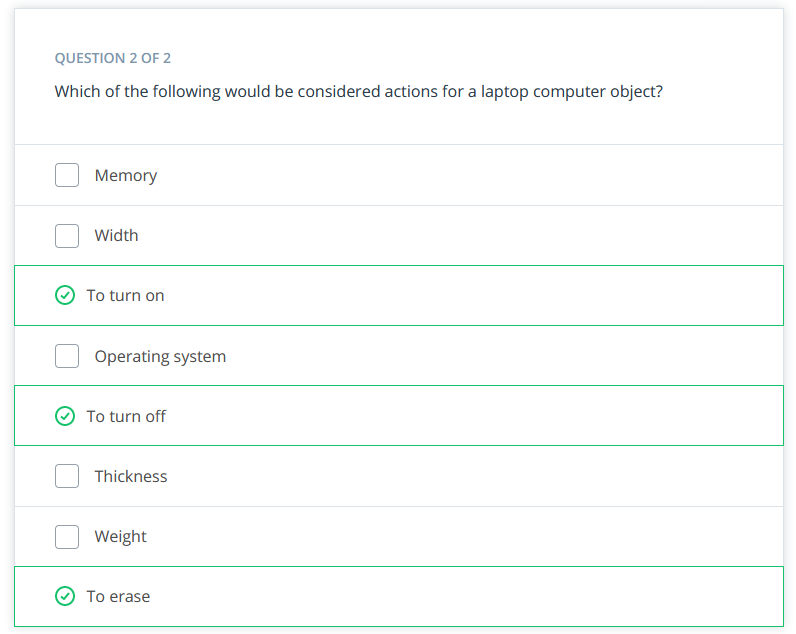 QUESTION 2 OF 2
Which of the following would be considered actions for a laptop computer object?
Memory
Width
To turn on
Operating system
To turn off
Thickness
Weight
To erase